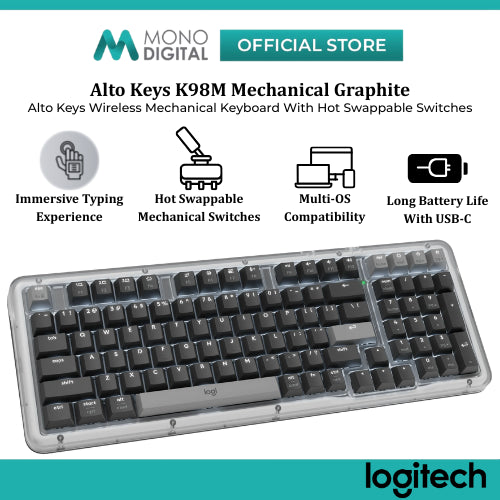 MONO
DIGITAL
OFFICIAL STORE
Alto Keys K98M Mechanical Graphite
Alto Keys Wireless Mechanical Keyboard With Hot Swappable Switches
Immersive Typing
Experience
Hot Swappable
Mechanical Switches
Multi-OS
Compatibility
Long Battery Life
With USB-C
logi
logitech